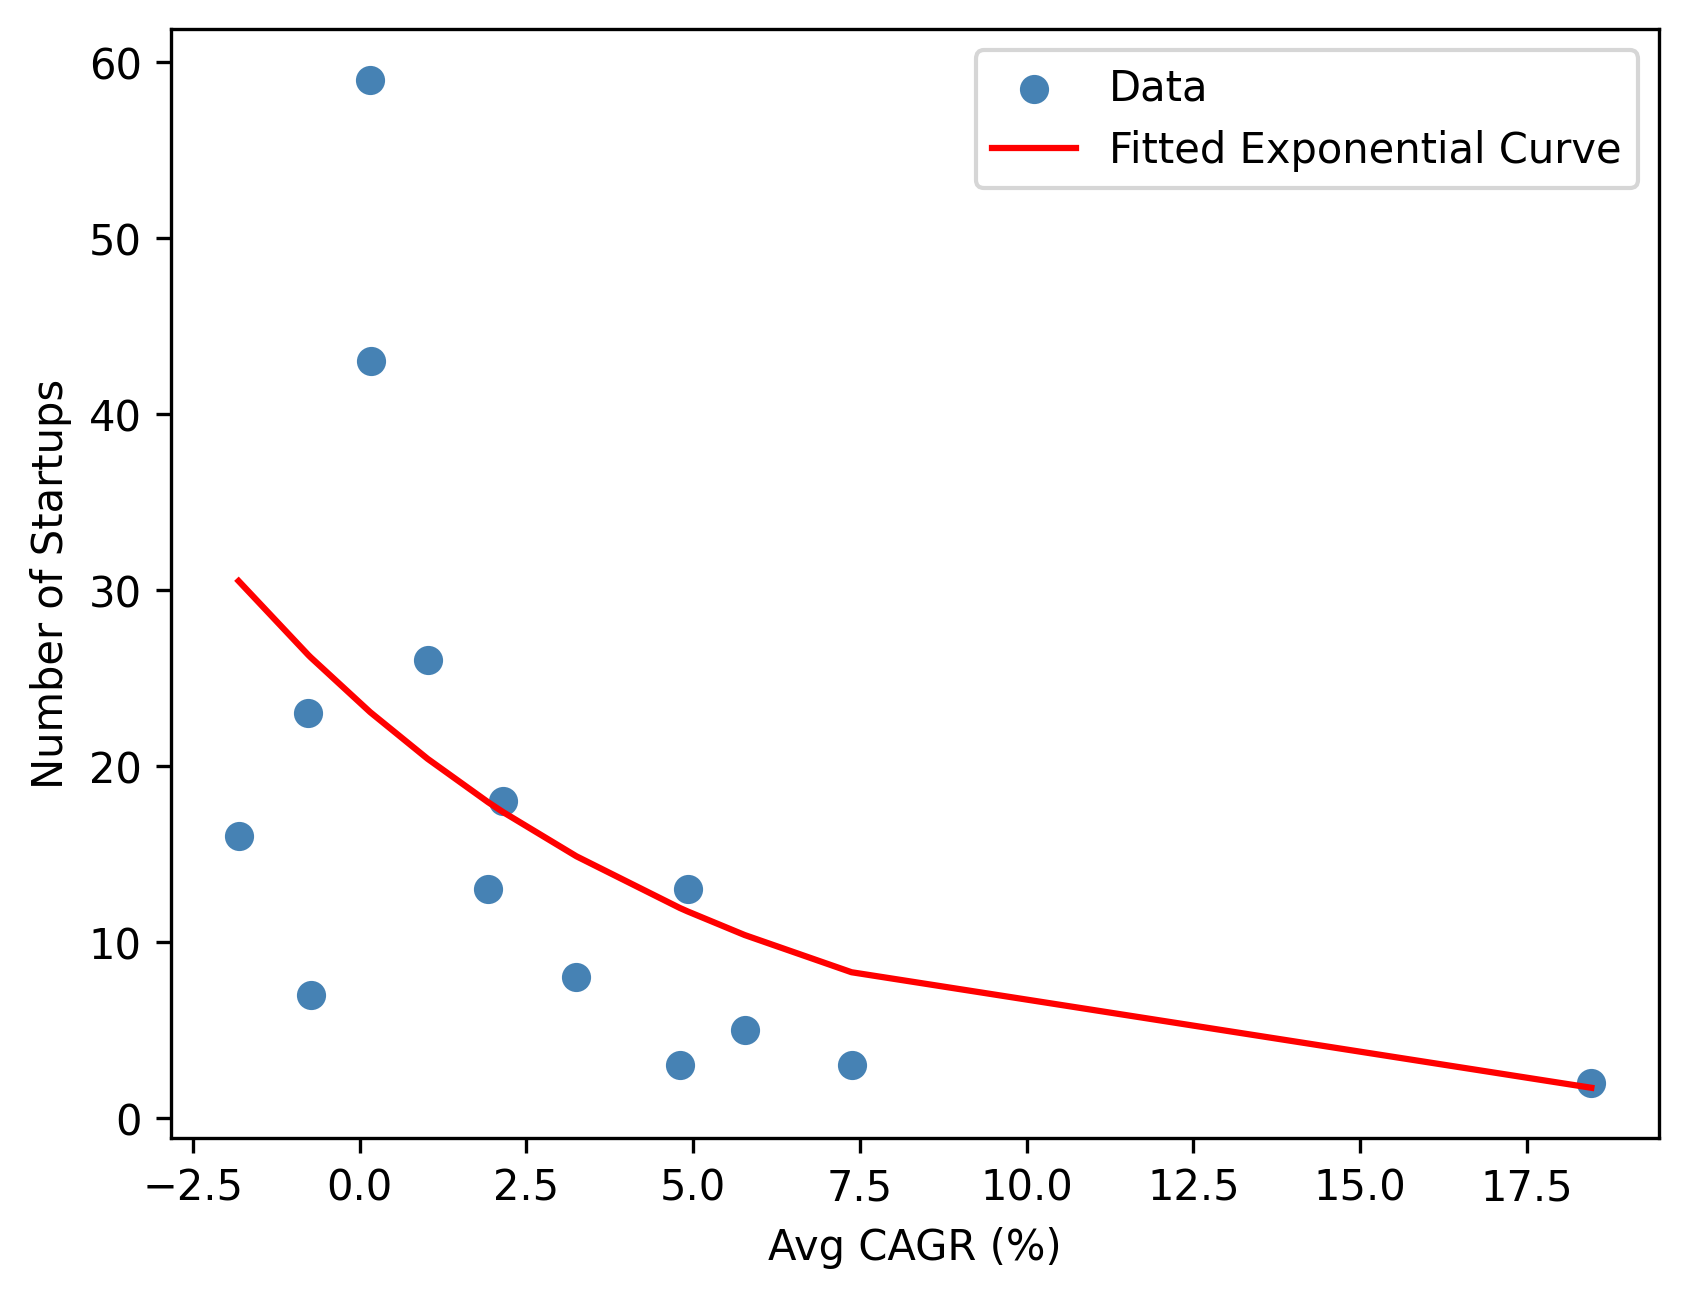 60
50
40
30
20
10
0
Number of Startups
Data
Fitted Exponential Curve
−2.5 0.0 2.5 5.0 7.5 10.0 12.5 15.0 17.5
Avg CAGR (%)